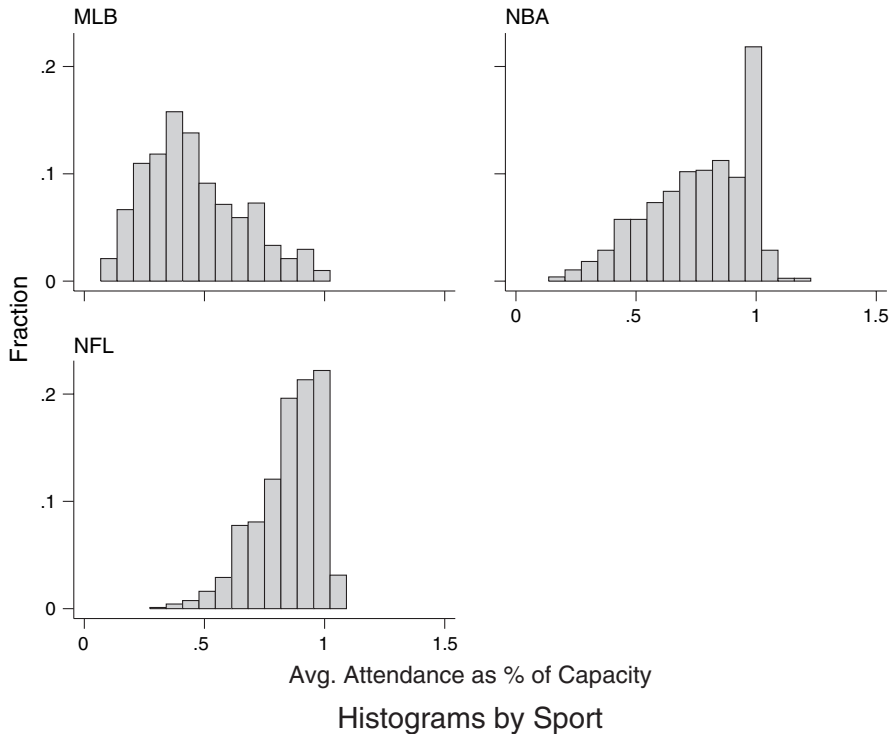 MLB
NBA
.2
.1
0
0 .5 1 1.5
Fraction
NFL
.2
.1
0
0 .5 1 1.5
Avg. Attendance as % of Capacity
Histograms by Sport